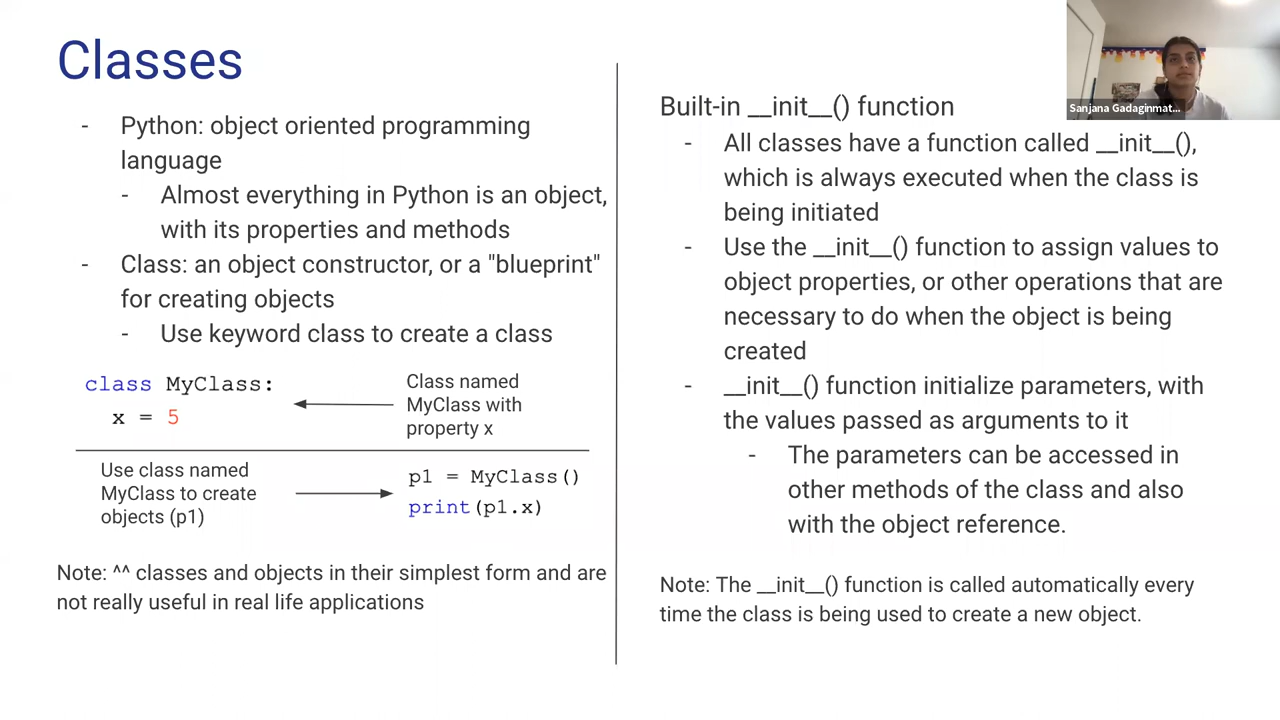 Classes
- Python: object oriented programming
language
- Almost everything in Python is an object,
with its properties and methods
- Class: an object constructor, or a "blueprint"
for creating objects
- Use keyword class to create a class
class MyClass:
x = 5
Class named
MyClass with
property x
Use class named
MyClass to create
objects (p1)
p1 = MyClass()
print(p1.x)
Note: ^^ classes and objects in their simplest form and are
not really useful in real life applications
Built-in __init__() function
- All classes have a function called __init__(),
which is always executed when the class is
being initiated
- Use the __init__() function to assign values to
object properties, or other operations that are
necessary to do when the object is being
created
- __init__() function initialize parameters, with
the values passed as arguments to it
- The parameters can be accessed in
other methods of the class and also
with the object reference.
Note: The __init__() function is called automatically every
time the class is being used to create a new object.
Sanjana Gadaginmat...